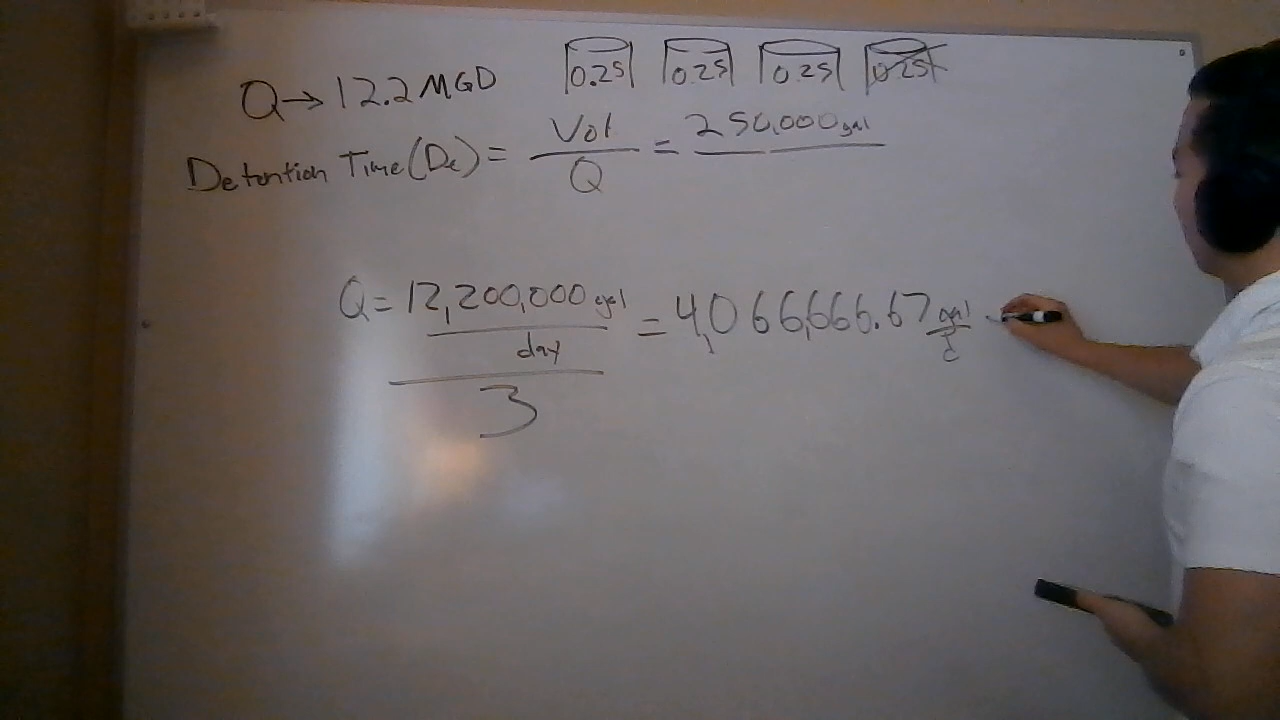 0.25 0.25 0.25 0.25
Q → 12.2 MGD
Detention Time (Dt) = Vol / Q = 250,000 gal
Q = 12,200,000 gal / day / 3 = 4,066,666.67 gal / d